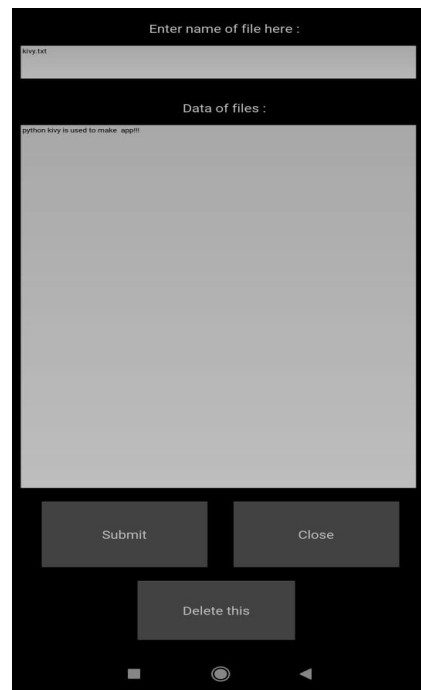 Enter name of file here :
kivy.txt
Data of files :
python kivy is used to make  app!!!
Submit
Close
Delete this